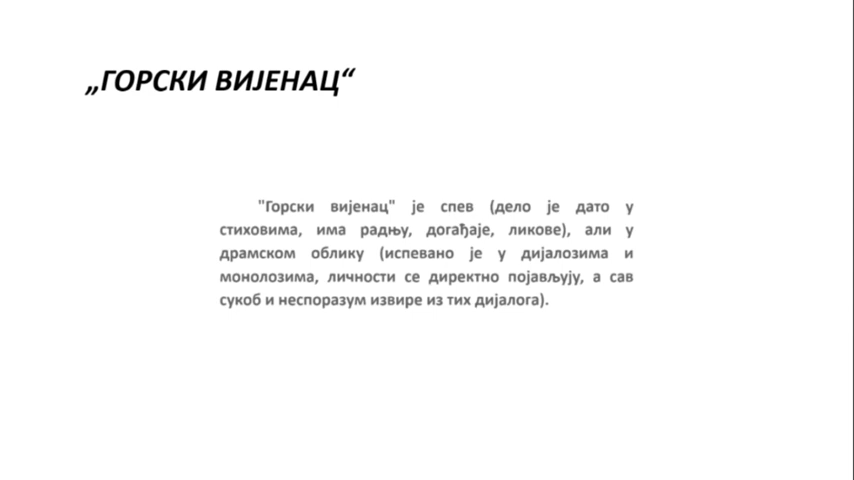 „ГОРСКИ ВИЈЕНАЦ“
"Горски вијенац" је спев (дело је дато у
стиховима, има радњу, догађаје, ликове), али у
драмском облику (испевано је у дијалозима и
монолозима, личности се директно појављују, а сав
сукоб и неспоразум извире из тих дијалога).